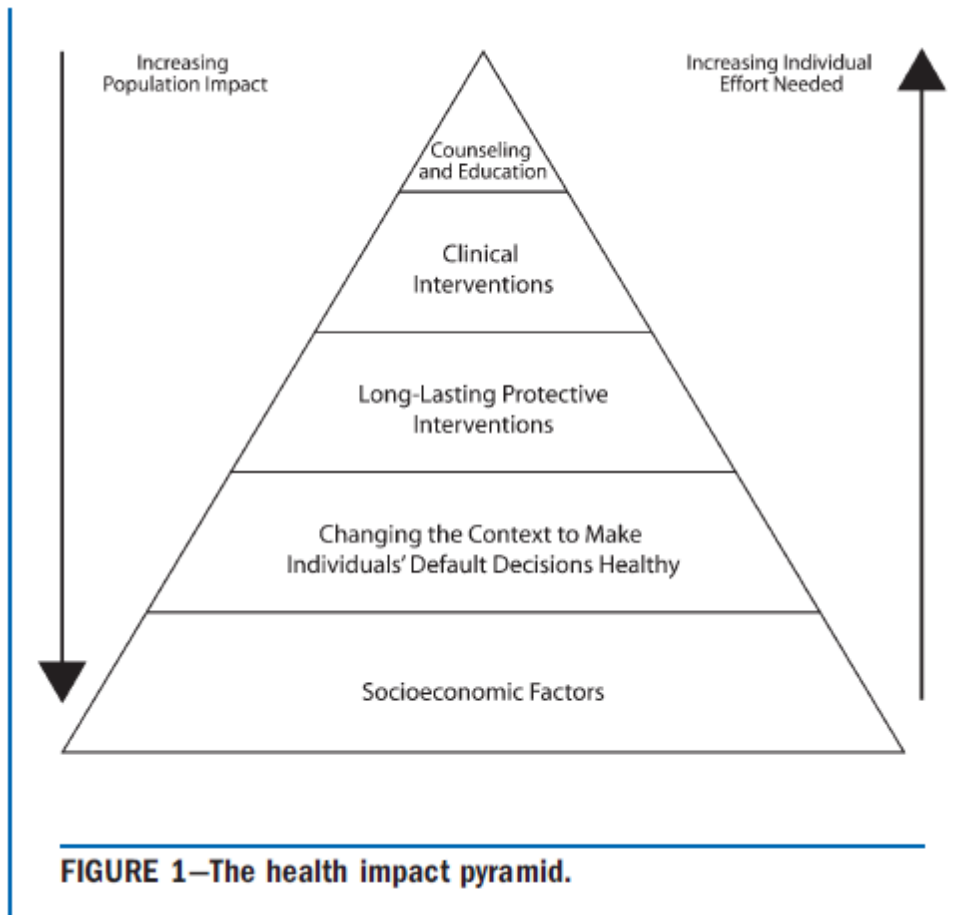 Increasing
Population Impact
Increasing Individual
Effort Needed
Counseling
and Education
Clinical
Interventions
Long-Lasting Protective
Interventions
Changing the Context to Make
Individuals’ Default Decisions Healthy
Socioeconomic Factors
FIGURE 1—The health impact pyramid.